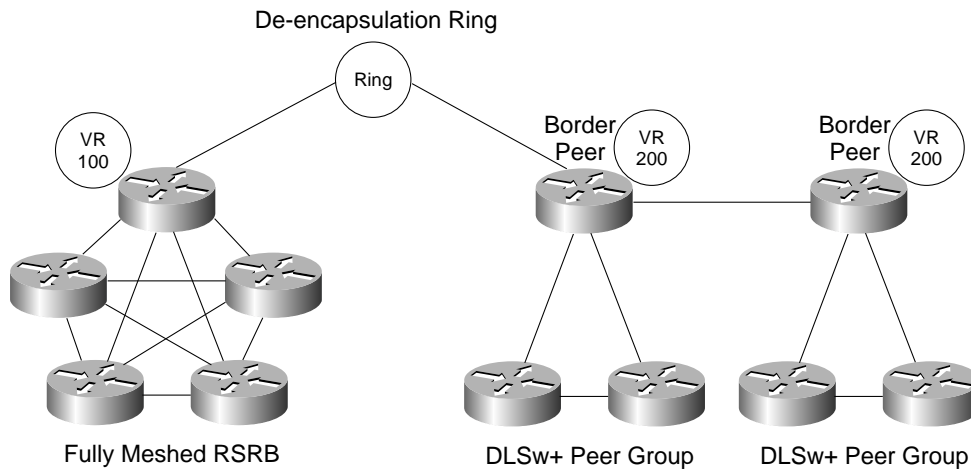 De-encapsulation Ring
Ring
VR
100
Border
Peer
VR
200
Border
Peer
VR
200
Fully Meshed RSRB
DLSw+ Peer Group
DLSw+ Peer Group